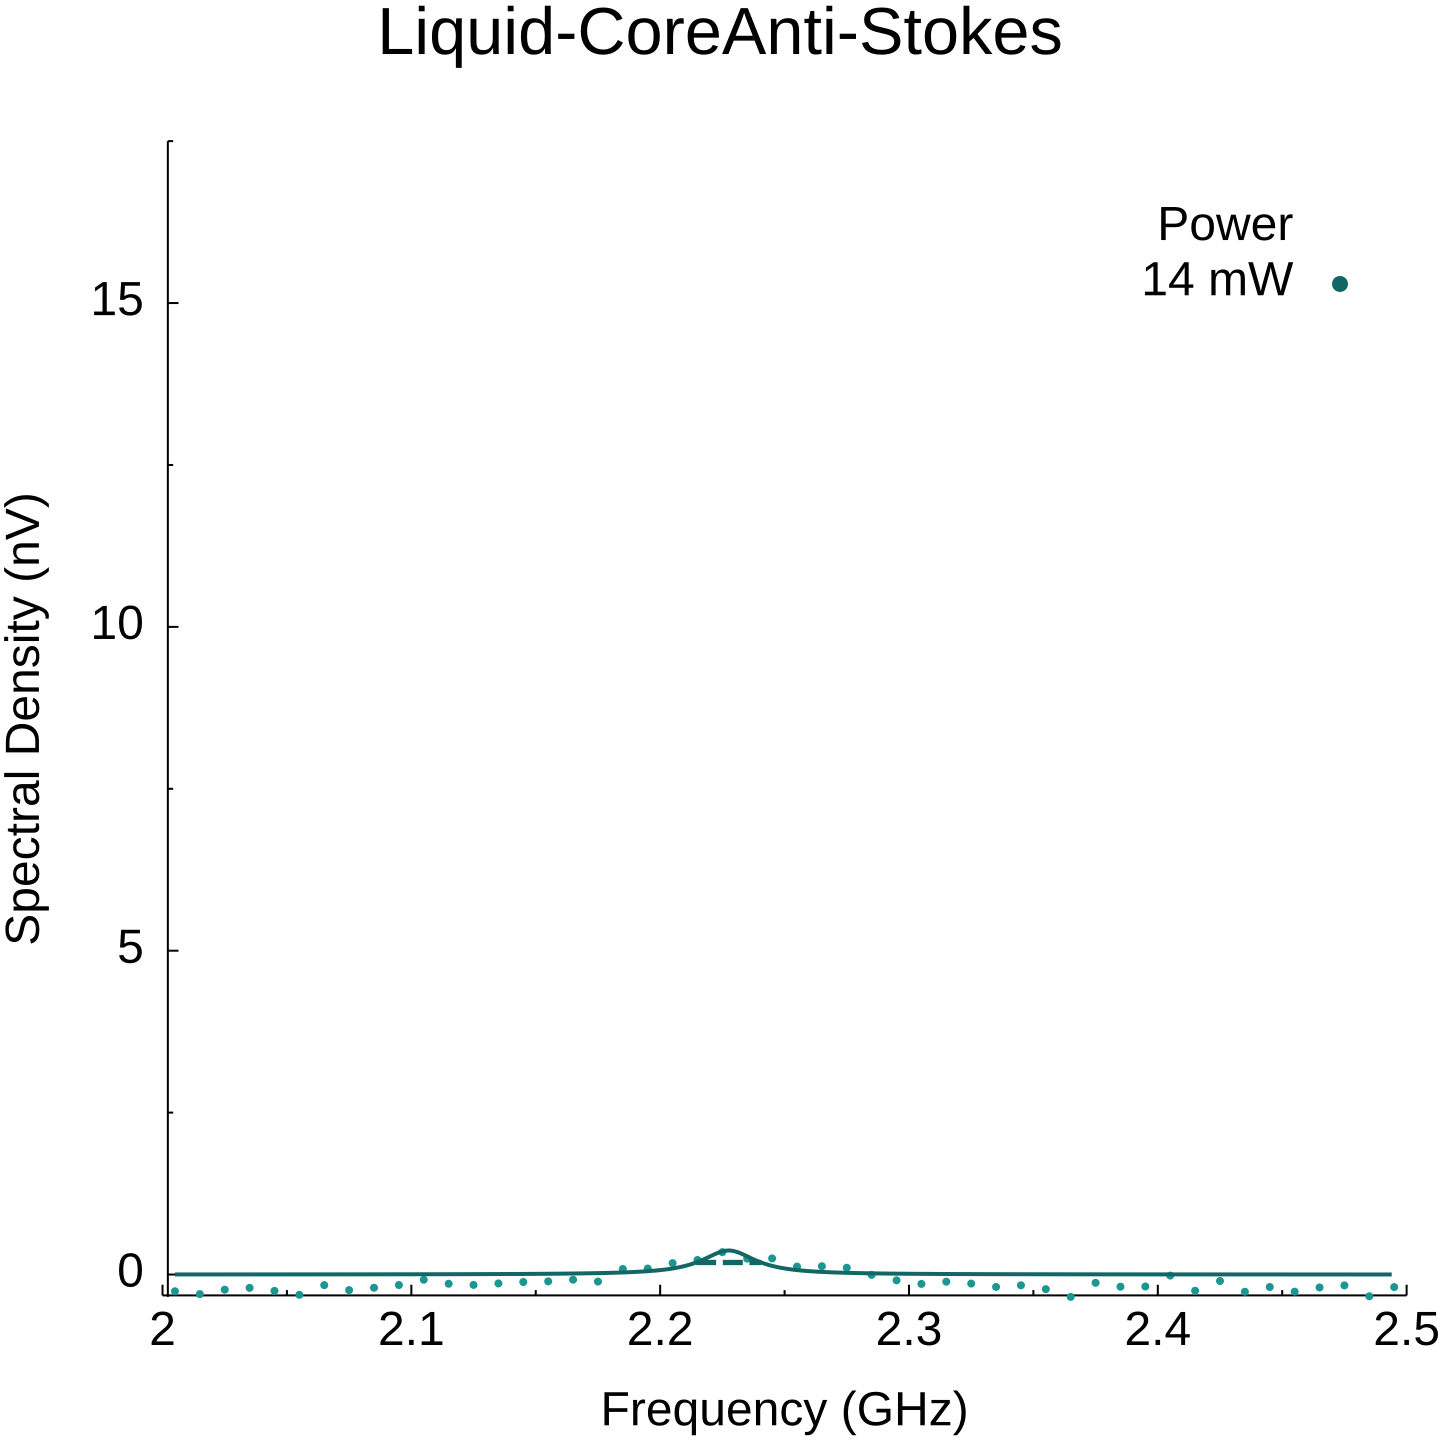 Liquid-CoreAnti-Stokes
Power
14 mW
15
10
5
0
Spectral Density (nV)
2
2.1
2.2
2.3
2.4
2.5
Frequency (GHz)